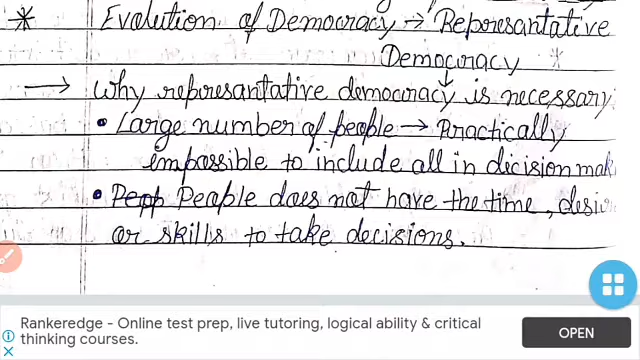 * Evolution of Democracy → Represantative
Democracy *
→ Why represantative democracy is necessary
• Large number of people → Practically
impossible to include all in decision mak
• People does not have the time, desir
or skills to take decisions.
Rankeredge - Online test prep, live tutoring, logical ability & critical
thinking courses.
OPEN